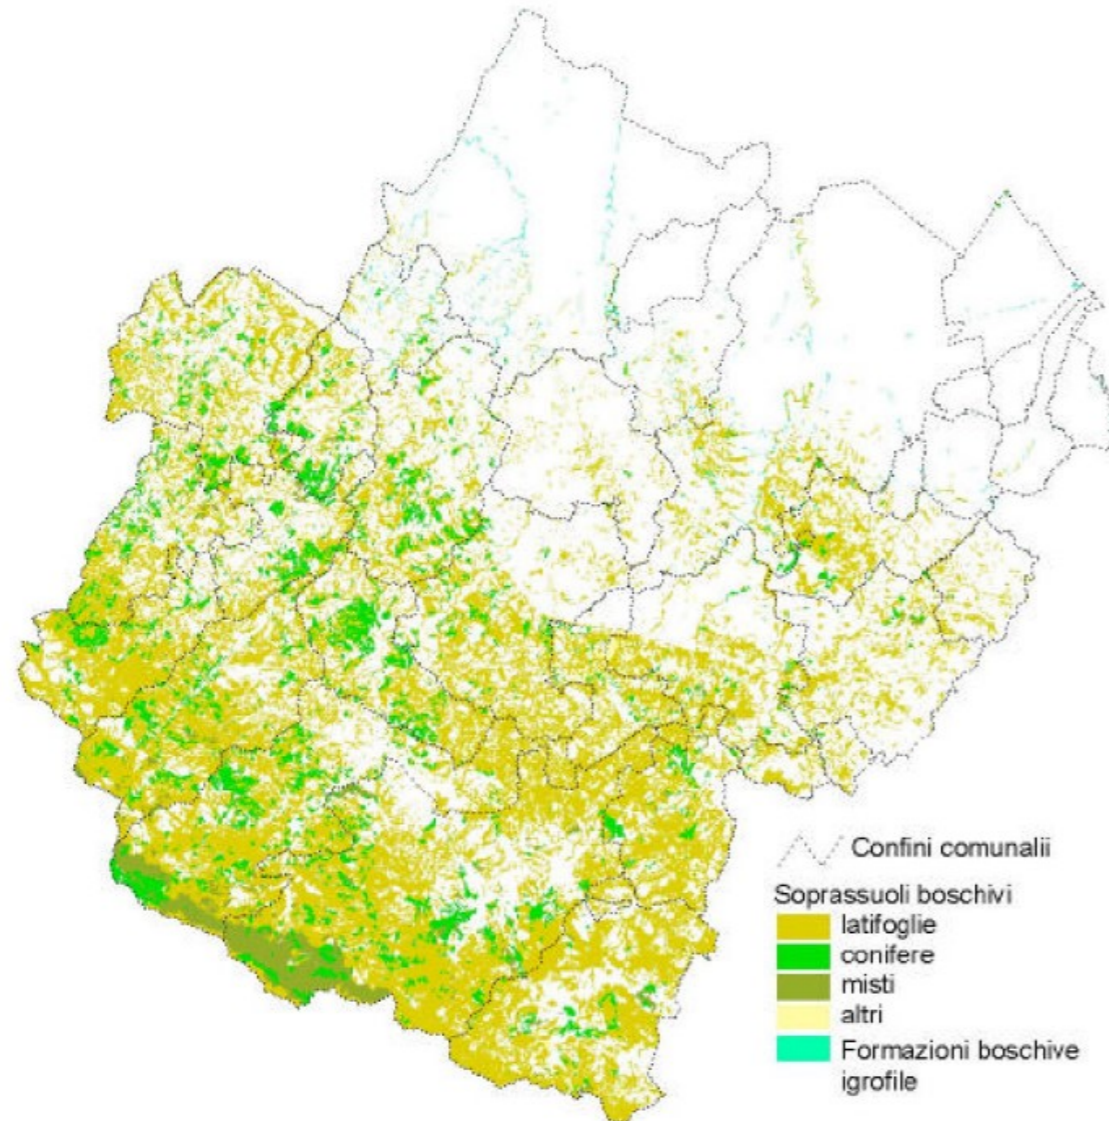 Confini comunalii
Soprassuoli boschivi
latifoglie
conifere
misti
altri
Formazioni boschive
igrofile